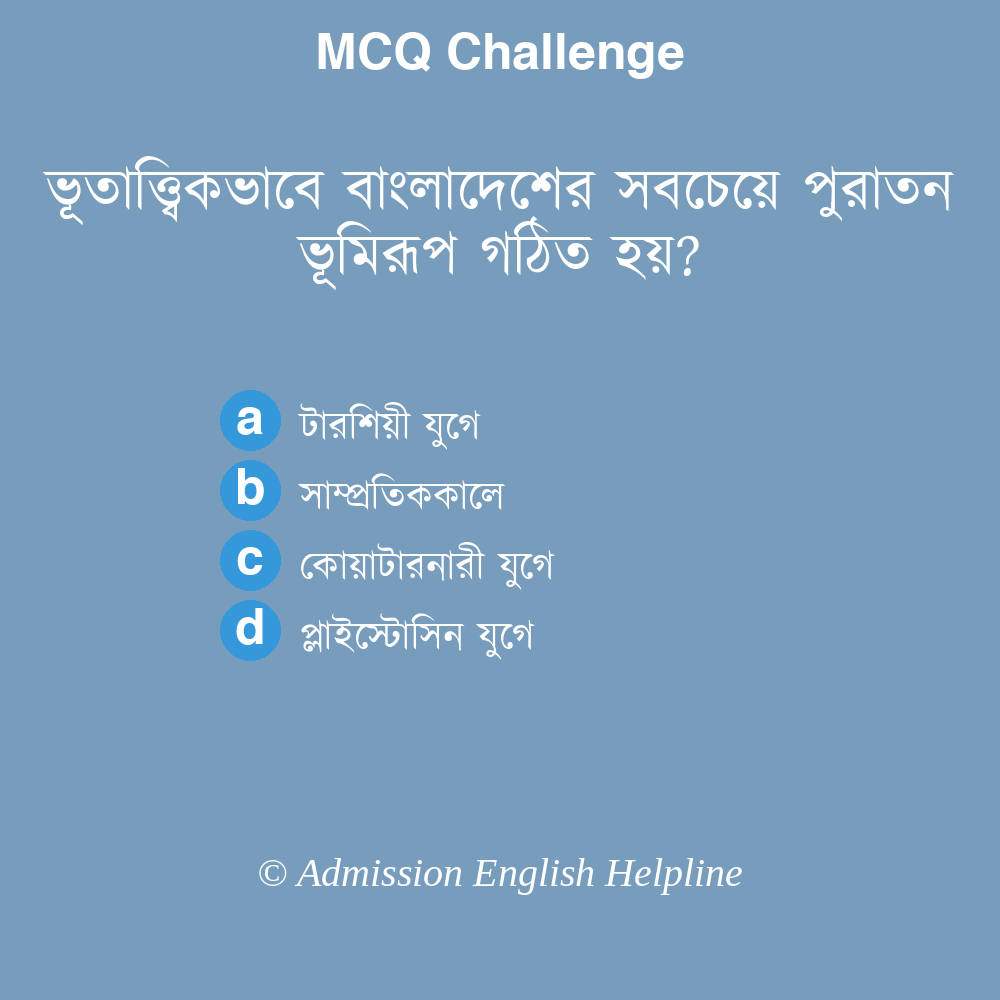 MCQ Challenge
ভূতাত্ত্বিকভাবে বাংলাদেশের সবচেয়ে পুরাতন
ভূমিরূপ গঠিত হয়?
a টারশিয়ী যুগে
b সাম্প্রতিককালে
c কোয়াটারনারী যুগে
d প্লাইস্টোসিন যুগে
© Admission English Helpline